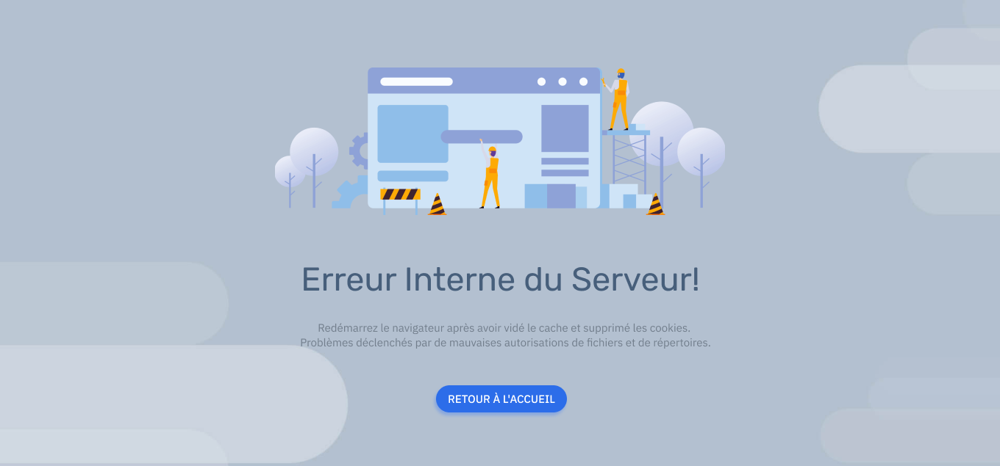 Erreur Interne du Serveur!
Redémarrez le navigateur après avoir vidé le cache et supprimé les cookies.
Problèmes déclenchés par de mauvaises autorisations de fichiers et de répertoires.
RETOUR À L'ACCUEIL